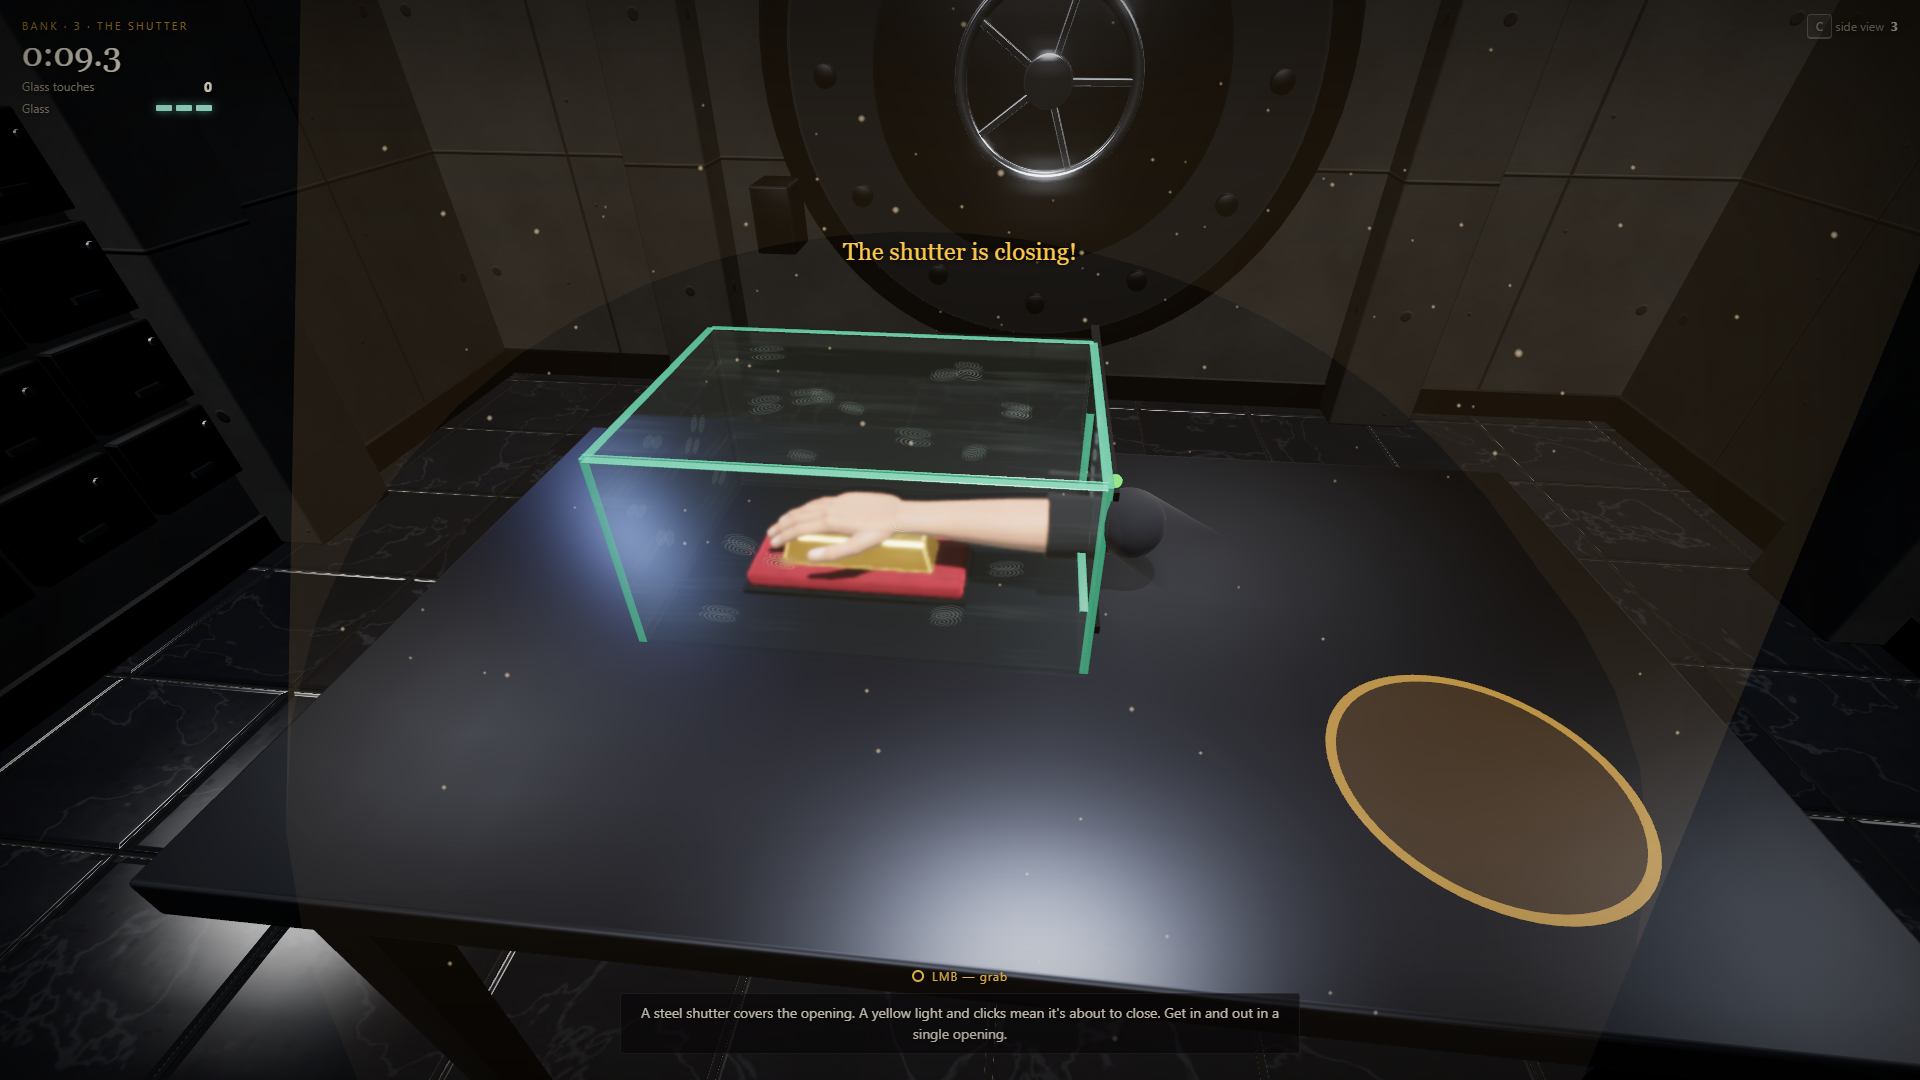 BANK · 3 · THE SHUTTER
0:09.3
Glass touches 0
Glass
C side view 3
The shutter is closing!
LMB — grab
A steel shutter covers the opening. A yellow light and clicks mean it's about to close. Get in and out in a
single opening.